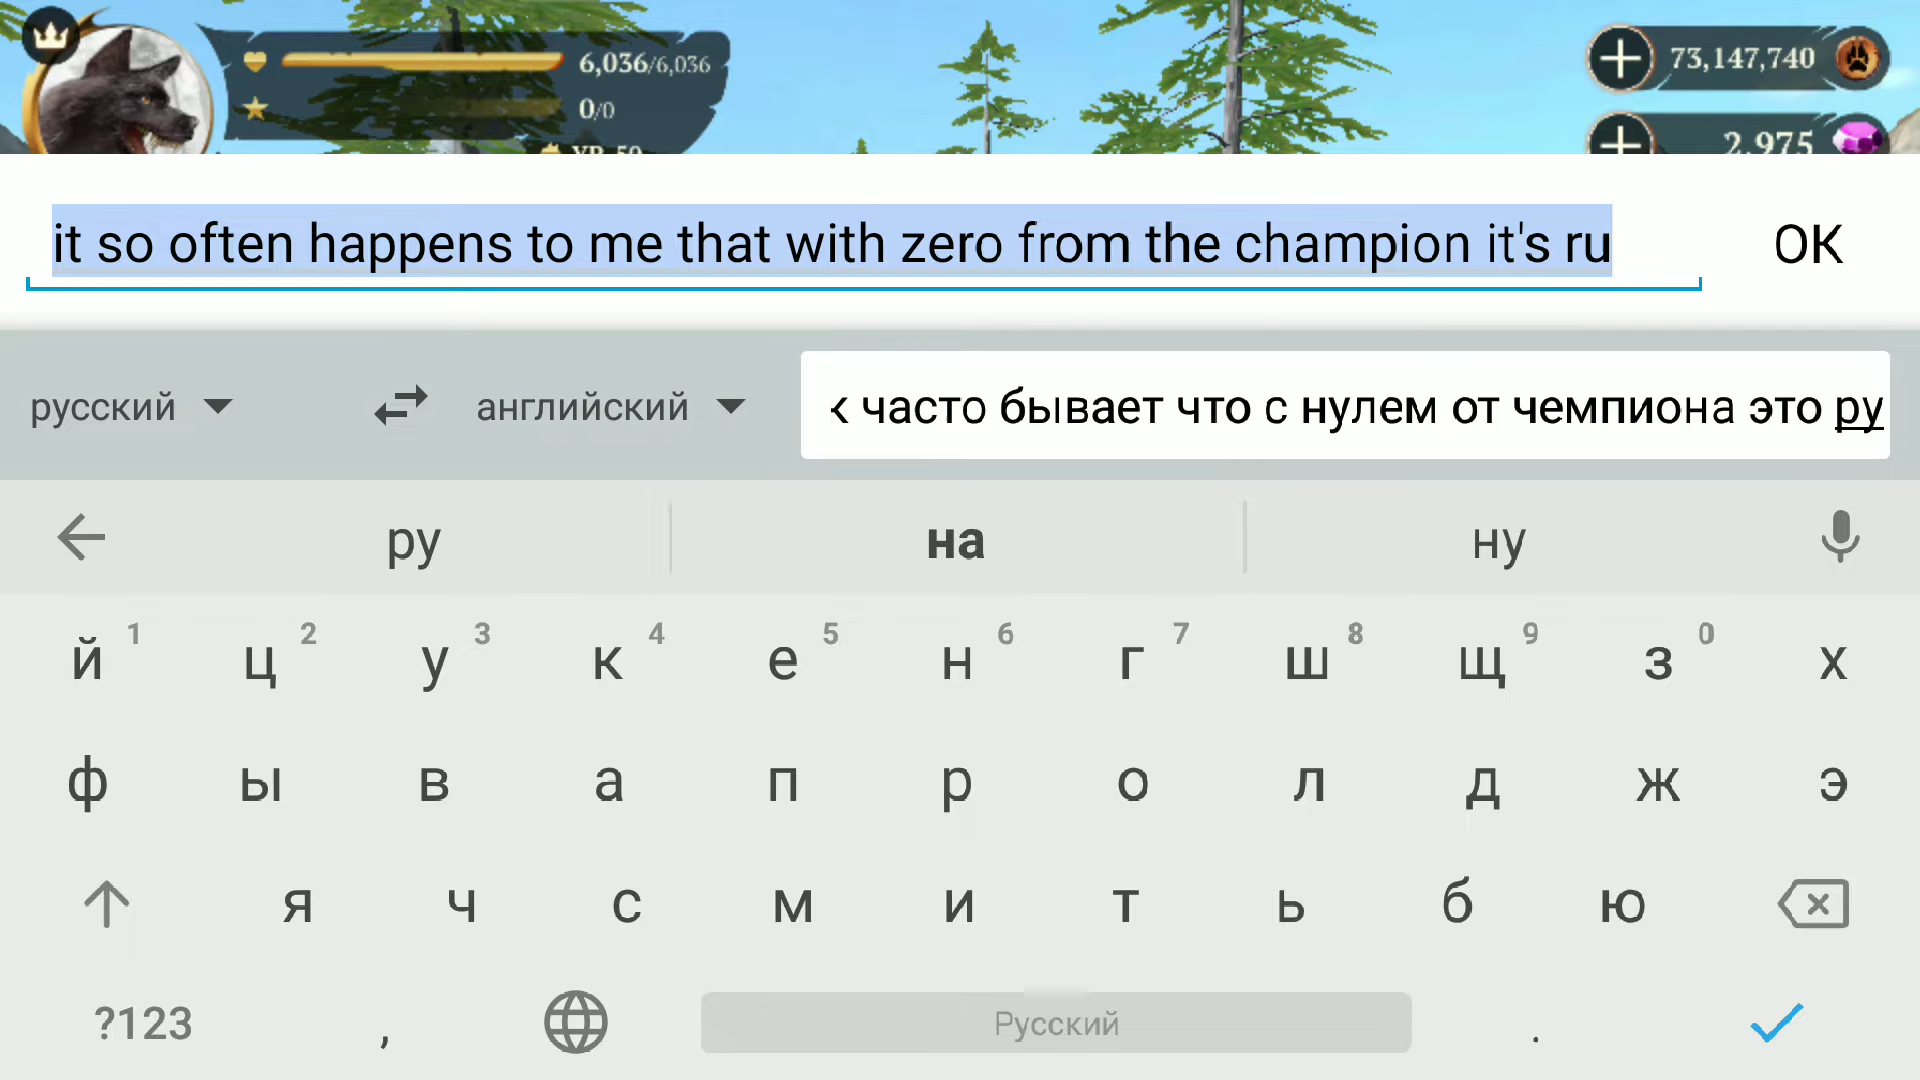 6,036/6,036
73,147,740
0/0
2,975
it so often happens to me that with zero from the champion it's ru
OK
русский
английский
к часто бывает что с нулем от чемпиона это ру
ру
на
ну
й 1 ц 2 у 3 к 4 е 5 н 6 г 7 ш 8 щ 9 з 0 х
ф ы в а п р о л д ж э
я ч с м и т ь б ю
?123 , Русский .